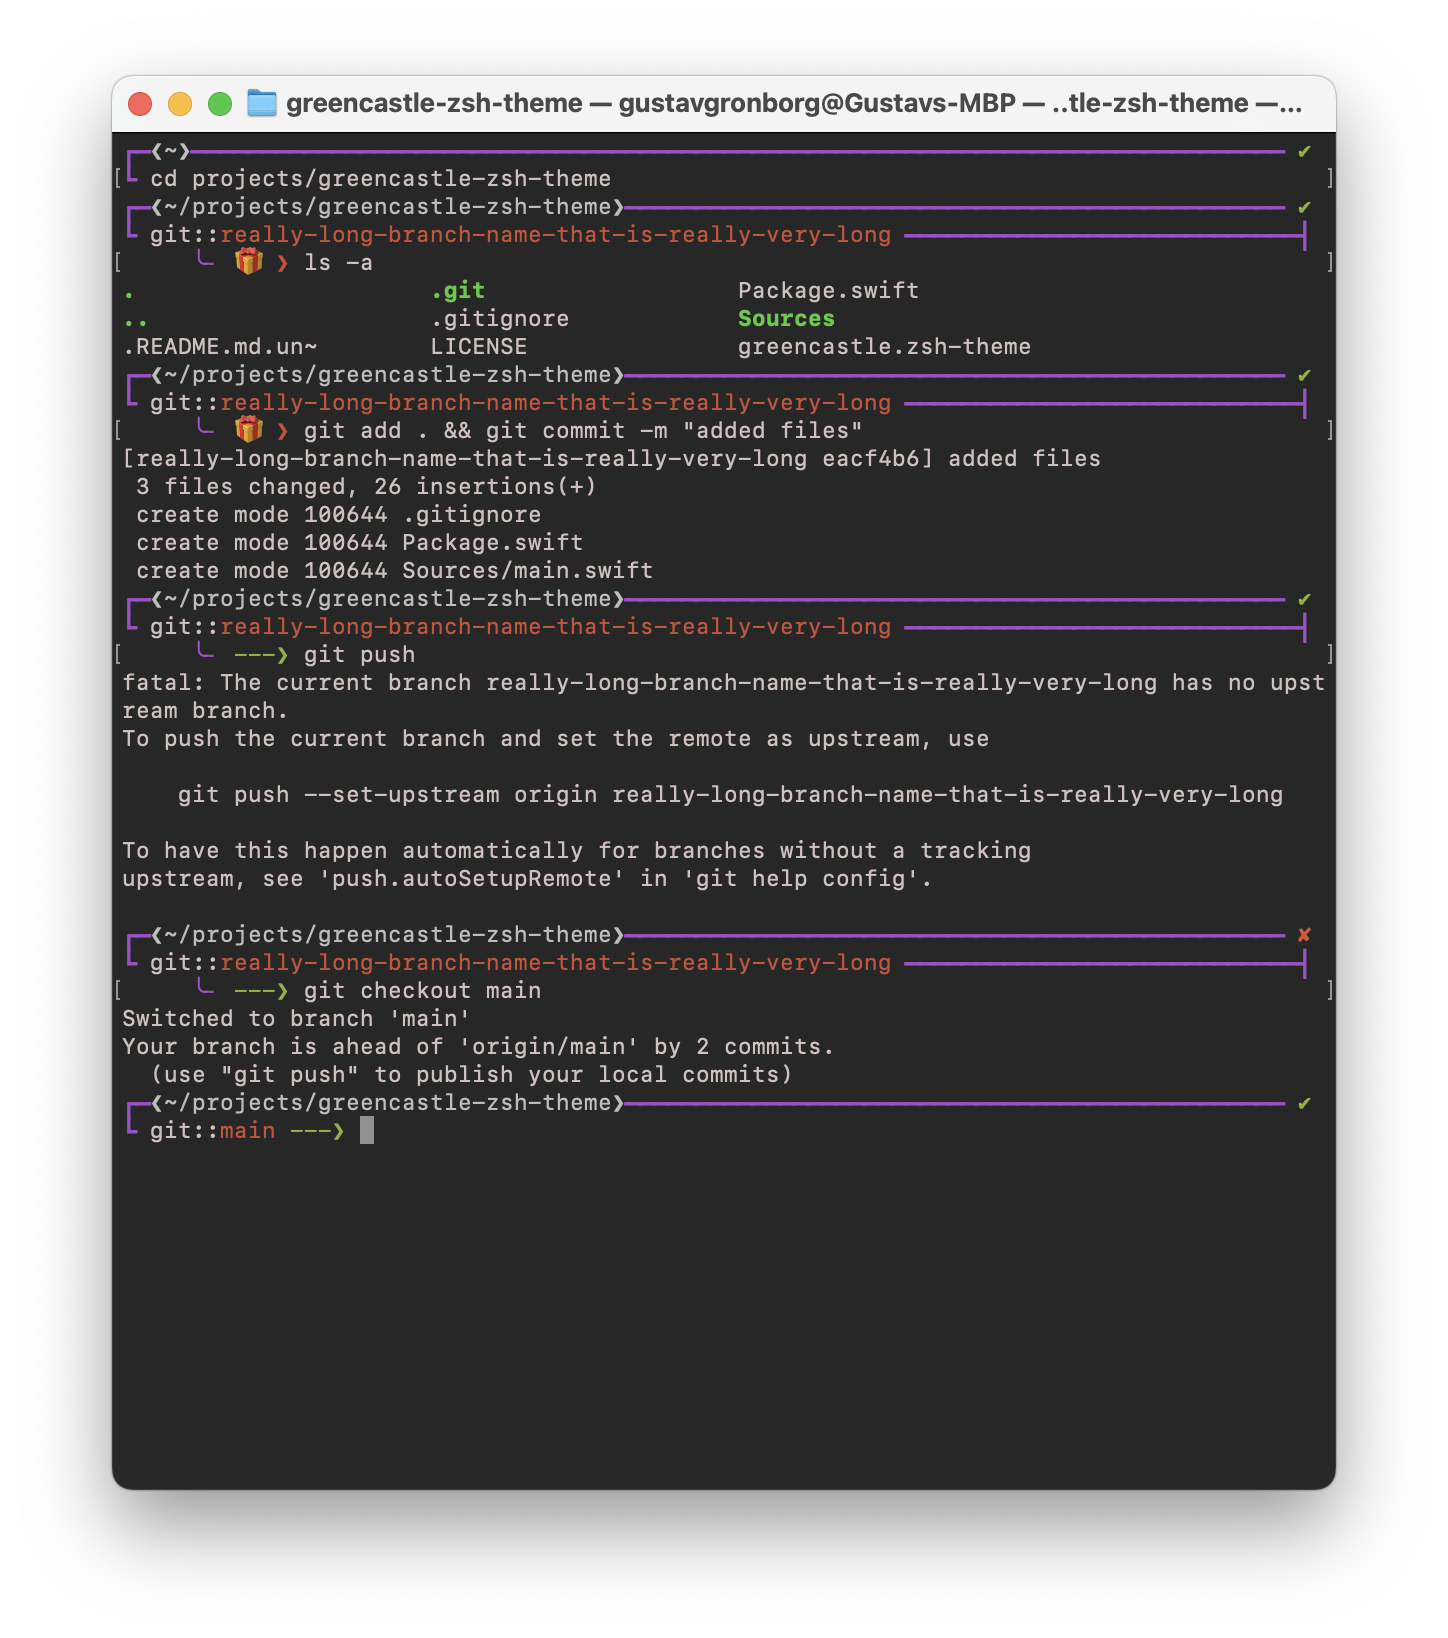 greencastle-zsh-theme — gustavgronborg@Gustavs-MBP — ..tle-zsh-theme —...
❮~❯ ✔
[ cd projects/greencastle-zsh-theme ]
❮~/projects/greencastle-zsh-theme❯ ✔
git::really-long-branch-name-that-is-really-very-long
[ 🎁 ❯ ls -a ]
. .git Package.swift
.. .gitignore Sources
.README.md.un~ LICENSE greencastle.zsh-theme
❮~/projects/greencastle-zsh-theme❯ ✔
git::really-long-branch-name-that-is-really-very-long
[ 🎁 ❯ git add . && git commit -m "added files" ]
[really-long-branch-name-that-is-really-very-long eacf4b6] added files
3 files changed, 26 insertions(+)
create mode 100644 .gitignore
create mode 100644 Package.swift
create mode 100644 Sources/main.swift
❮~/projects/greencastle-zsh-theme❯ ✔
git::really-long-branch-name-that-is-really-very-long
[ ---❯ git push ]
fatal: The current branch really-long-branch-name-that-is-really-very-long has no upst
ream branch.
To push the current branch and set the remote as upstream, use
git push --set-upstream origin really-long-branch-name-that-is-really-very-long
To have this happen automatically for branches without a tracking
upstream, see 'push.autoSetupRemote' in 'git help config'.
❮~/projects/greencastle-zsh-theme❯ ✘
git::really-long-branch-name-that-is-really-very-long
[ ---❯ git checkout main ]
Switched to branch 'main'
Your branch is ahead of 'origin/main' by 2 commits.
(use "git push" to publish your local commits)
❮~/projects/greencastle-zsh-theme❯ ✔
git::main ---❯